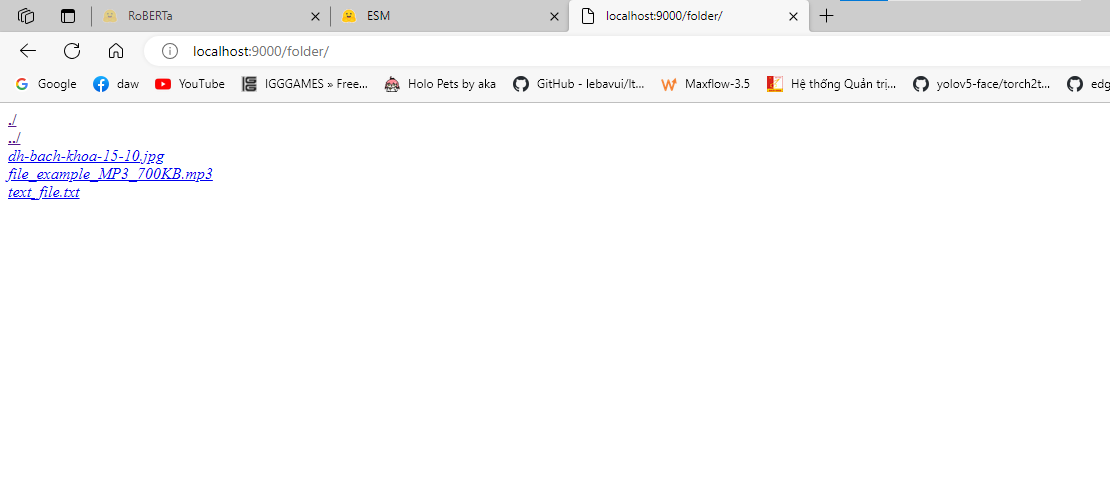 RoBERTa
ESM
localhost:9000/folder/
localhost:9000/folder/
Google
daw
YouTube
IGGGAMES » Free...
Holo Pets by aka
GitHub - lebavui/lt...
Maxflow-3.5
Hệ thống Quản trị...
yolov5-face/torch2t...
edg
./
../
dh-bach-khoa-15-10.jpg
file_example_MP3_700KB.mp3
text_file.txt